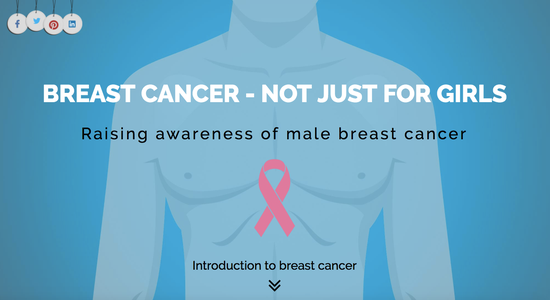 BREAST CANCER - NOT JUST FOR GIRLS
Raising awareness of male breast cancer
Introduction to breast cancer